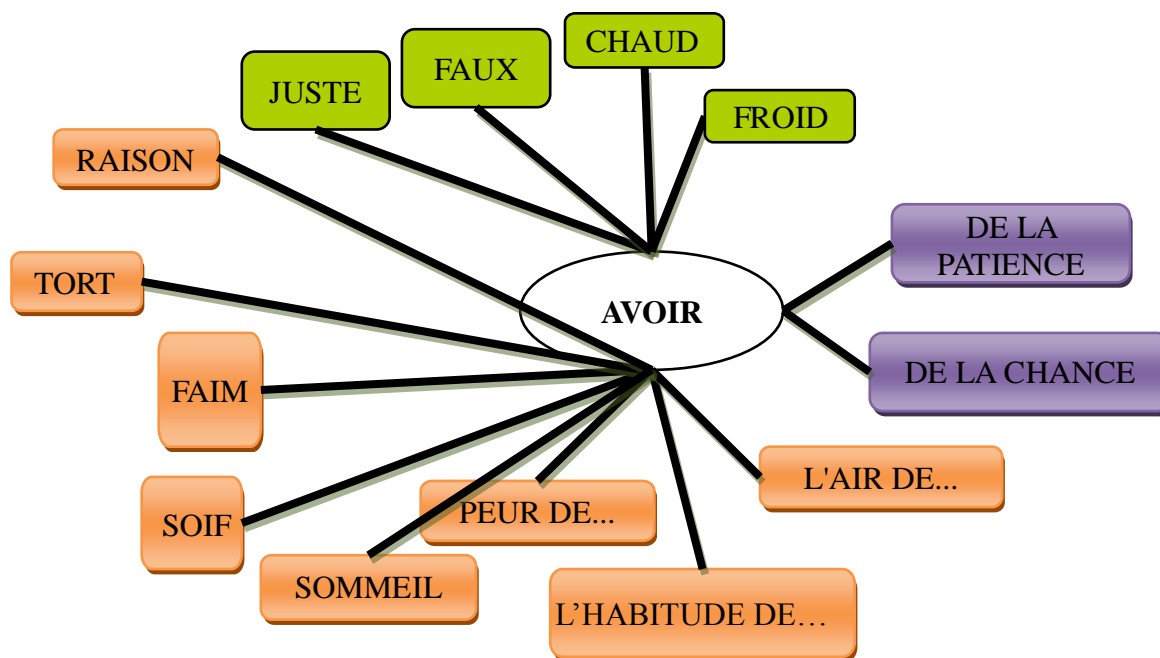 CHAUD
FAUX
JUSTE
FROID
RAISON
DE LA
PATIENCE
TORT
AVOIR
FAIM
DE LA CHANCE
L'AIR DE...
SOIF
PEUR DE...
SOMMEIL
L’HABITUDE DE…